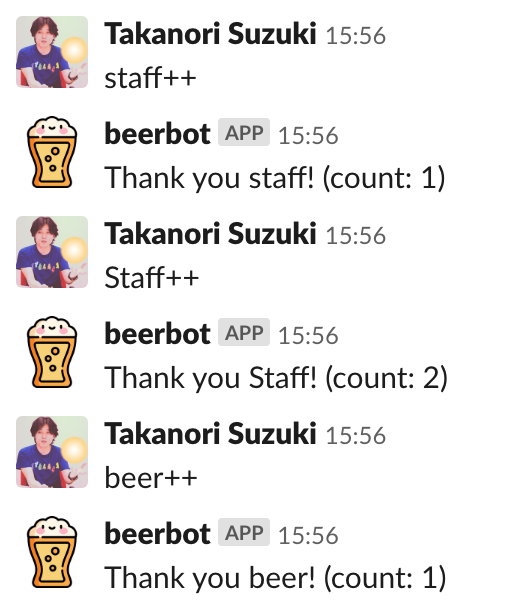 Takanori Suzuki 15:56
staff++
beerbot APP 15:56
Thank you staff! (count: 1)
Takanori Suzuki 15:56
Staff++
beerbot APP 15:56
Thank you Staff! (count: 2)
Takanori Suzuki 15:56
beer++
beerbot APP 15:56
Thank you beer! (count: 1)